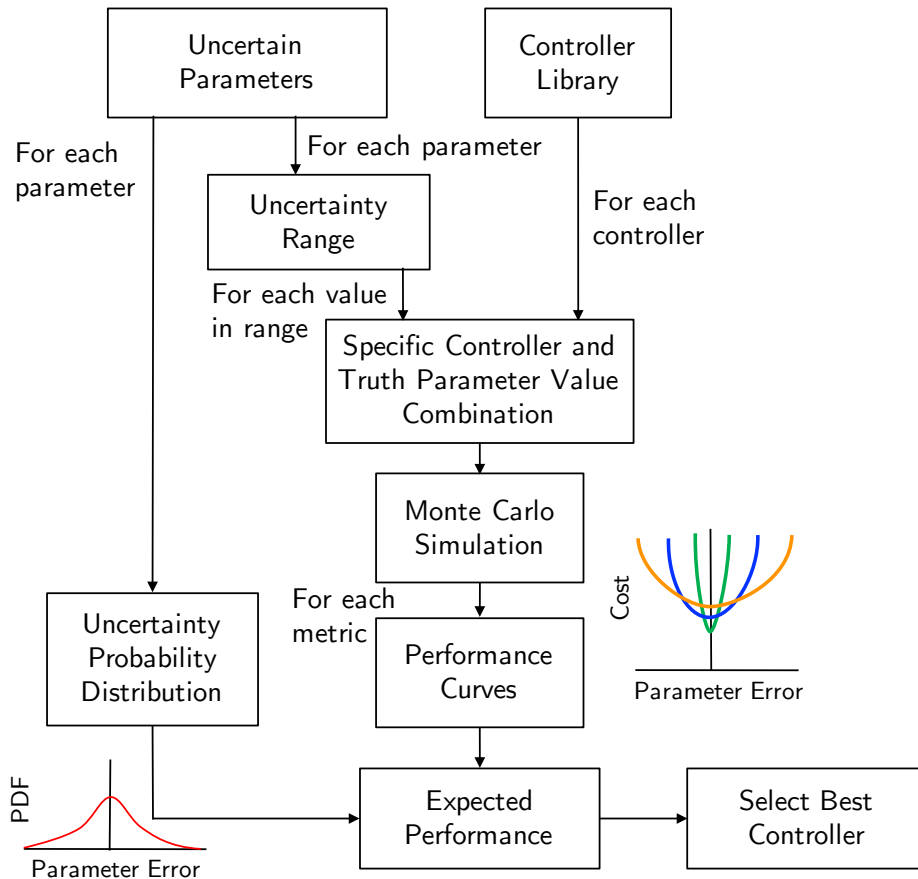 Uncertain
Parameters
Controller
Library
For each
parameter
For each parameter
Uncertainty
Range
For each
controller
For each value
in range
Specific Controller and
Truth Parameter Value
Combination
Monte Carlo
Simulation
For each
metric
Cost
Parameter Error
Uncertainty
Probability
Distribution
Performance
Curves
PDF
Parameter Error
Expected
Performance
Select Best
Controller